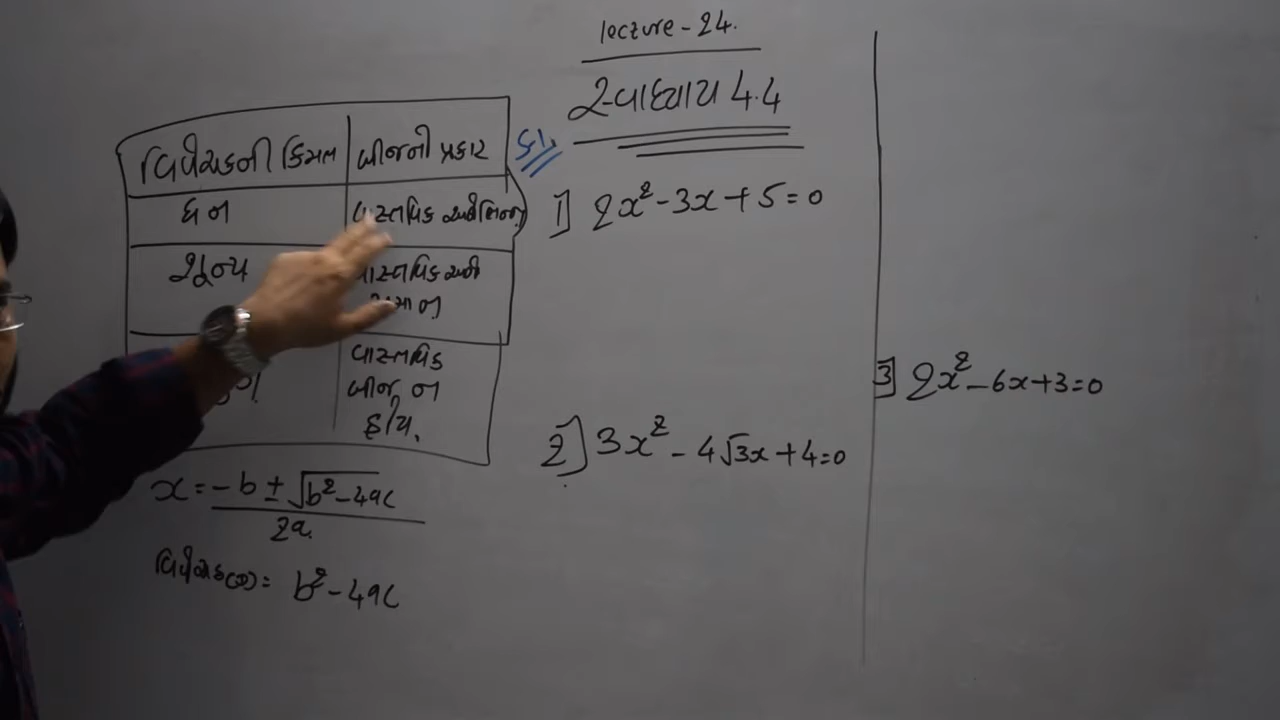 lecture - 24.
સ્વાધ્યાય 4.4
વિવેચકની કિંમત | બીજનો પ્રકાર
ધન | વાસ્તવિક અને ભિન્ન
શૂન્ય | વાસ્તવિક અને
વાસ્તવિક
બીજ ન
હોય.
x = -b ± √b² - 4ac
2a.
વિવેચક(D) = b² - 4ac
1] 2x² - 3x + 5 = 0
2] 3x² - 4√3x + 4 = 0
3] 2x² - 6x + 3 = 0